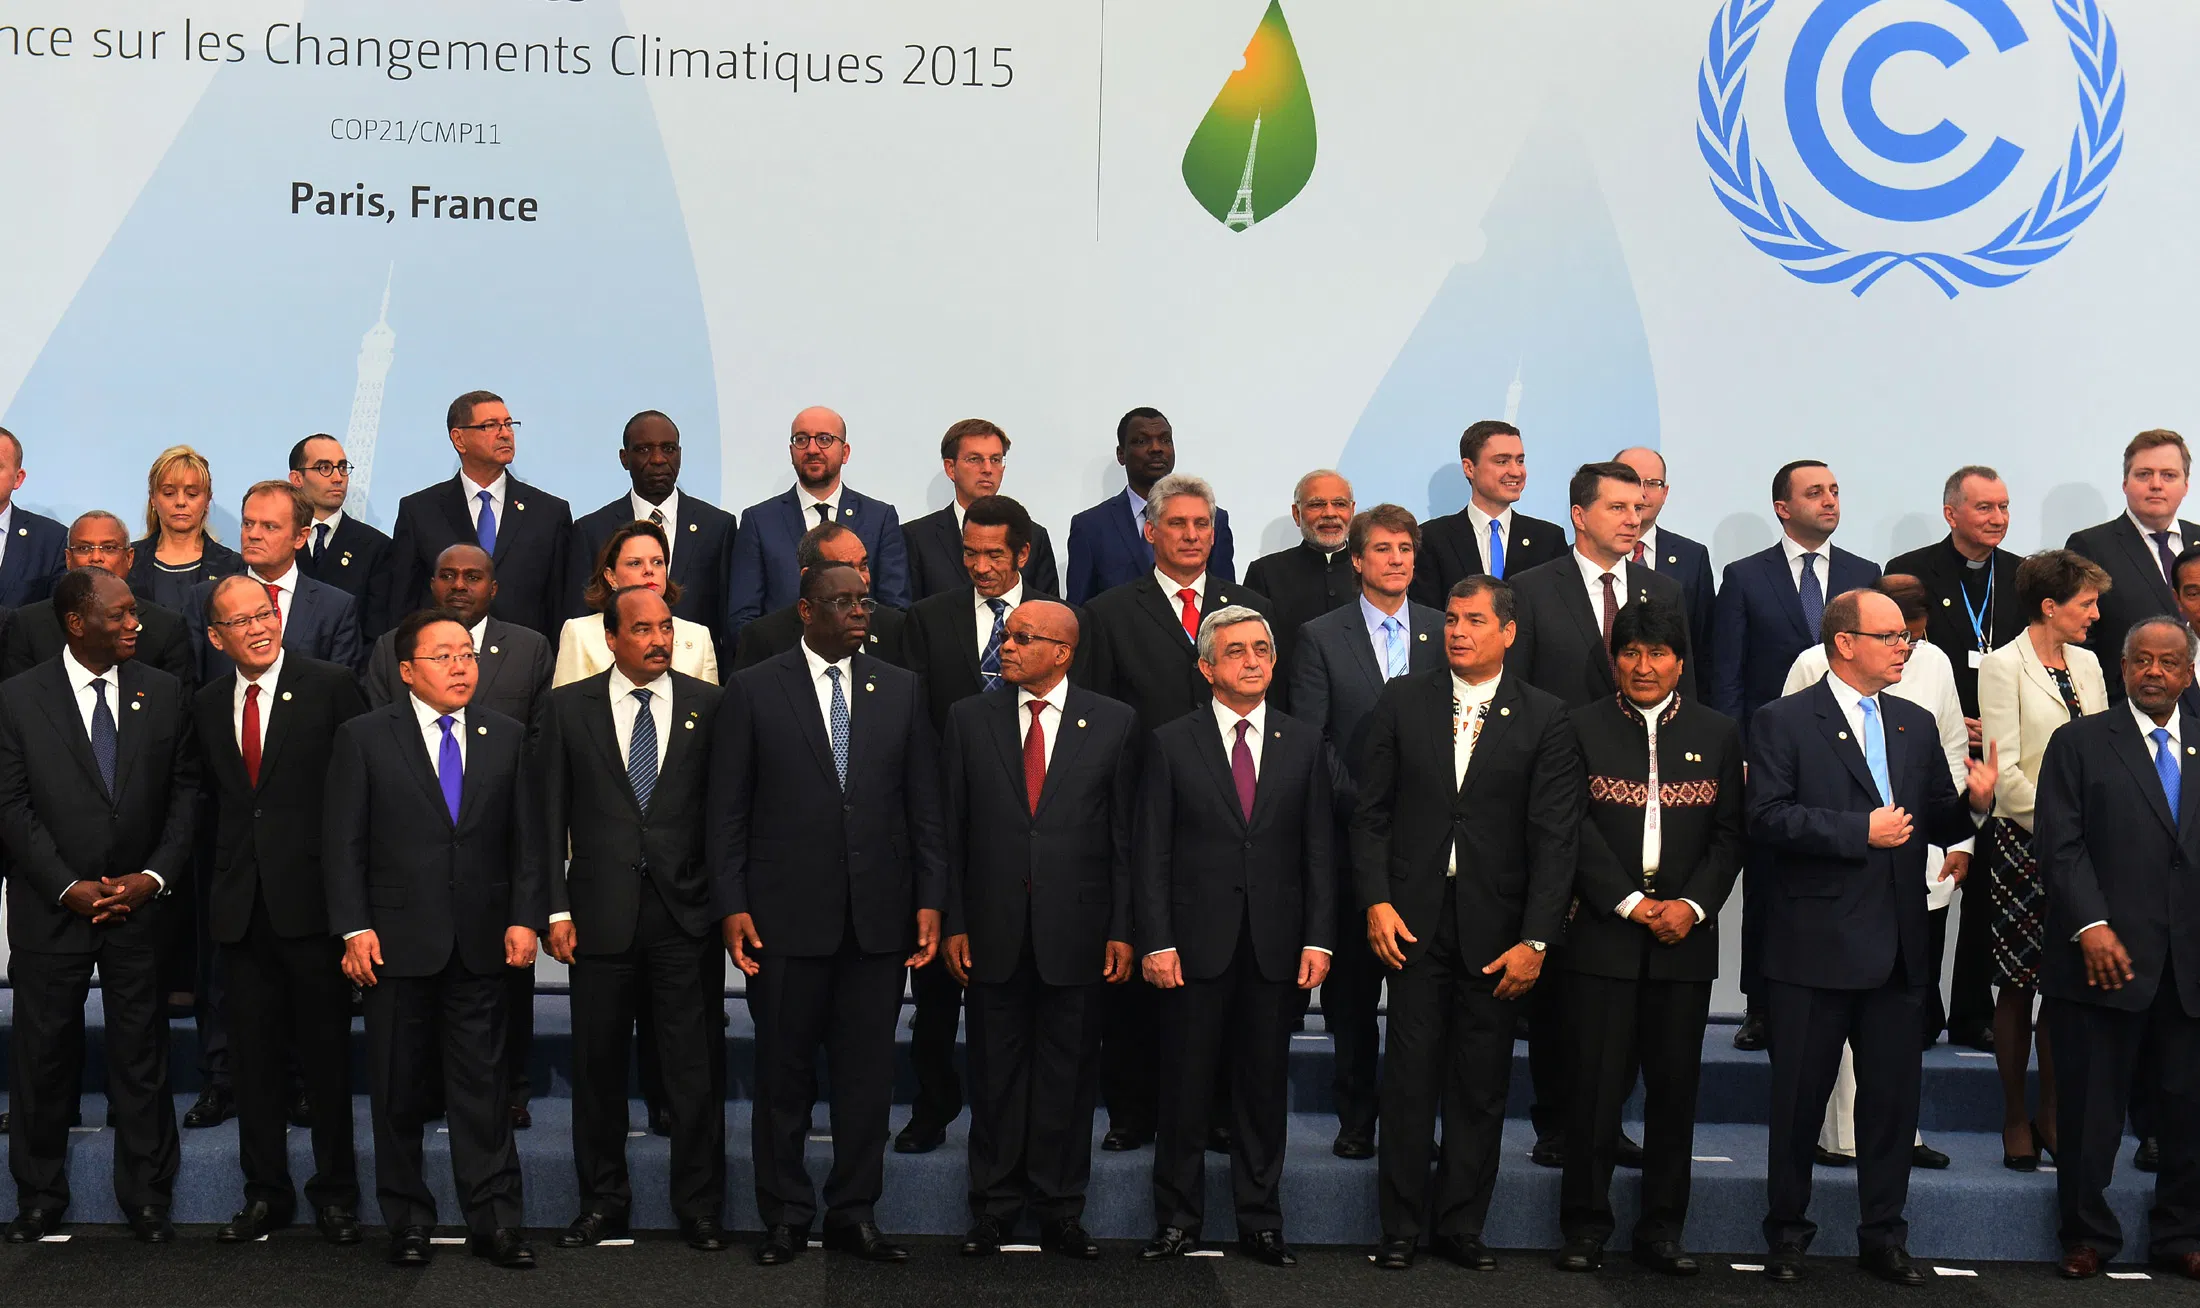 nce sur les Changements Climatiques 2015
COP21/CMP11
Paris, France